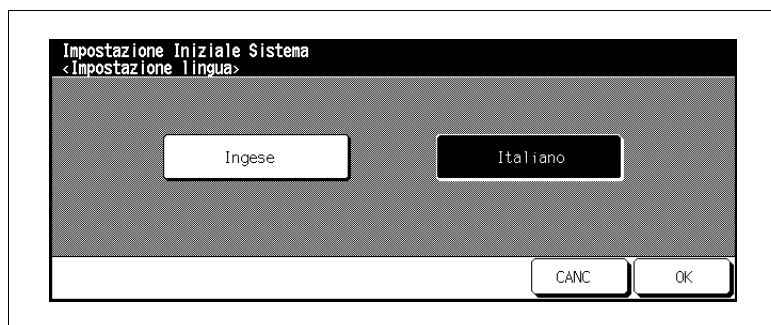 Impostazione Iniziale Sistema
<Impostazione lingua>
Ingese
Italiano
CANC
OK